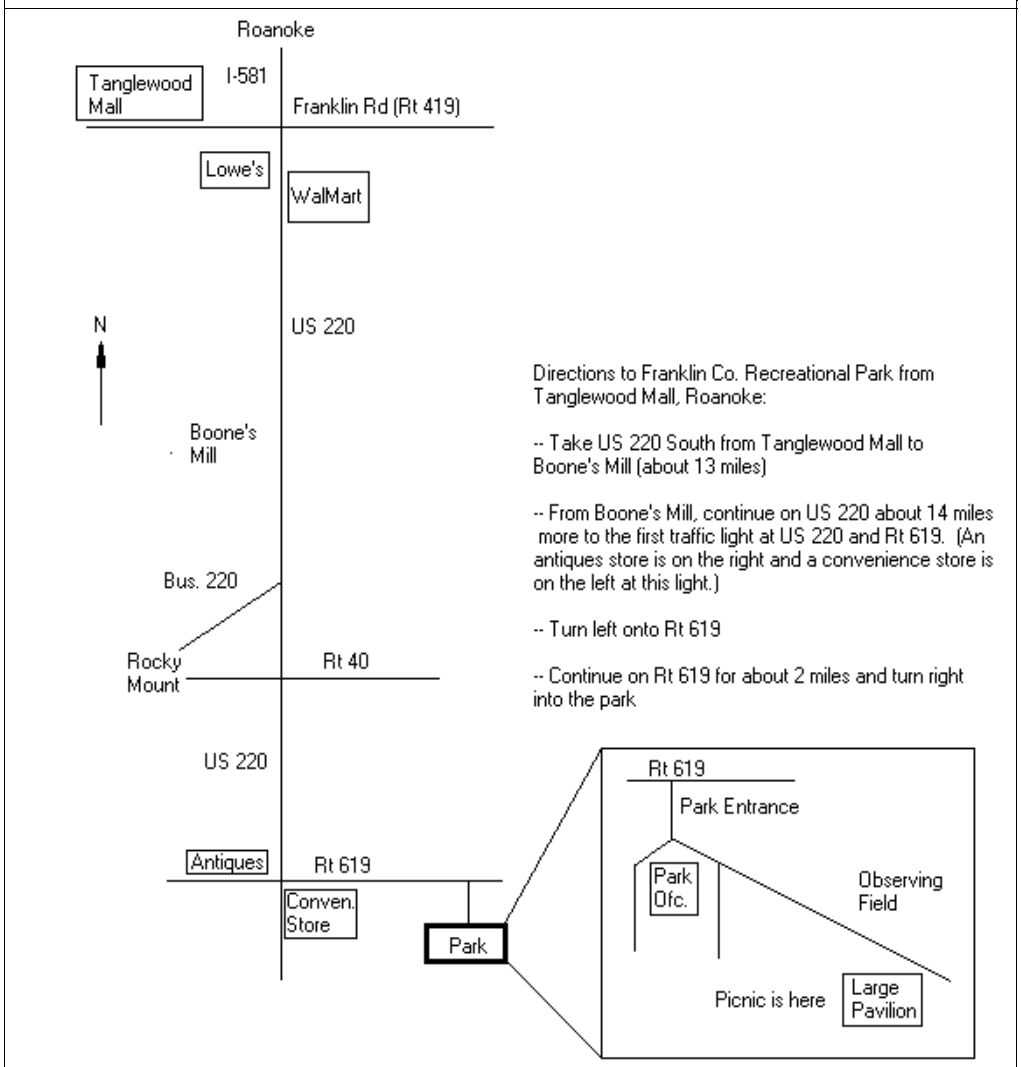 Roanoke
I-581
Tanglewood
Mall
Franklin Rd (Rt 419)
Lowe's
WalMart
N
US 220
Boone's
Mill
Directions to Franklin Co. Recreational Park from
Tanglewood Mall, Roanoke:
-- Take US 220 South from Tanglewood Mall to
Boone's Mill (about 13 miles)
-- From Boone's Mill, continue on US 220 about 14 miles
more to the first traffic light at US 220 and Rt 619.  (An
antiques store is on the right and a convenience store is
on the left at this light.)
-- Turn left onto Rt 619
-- Continue on Rt 619 for about 2 miles and turn right
into the park
Bus. 220
Rocky
Mount
Rt 40
US 220
Antiques
Rt 619
Conven.
Store
Park
Rt 619
Park Entrance
Park
Ofc.
Observing
Field
Picnic is here
Large
Pavilion